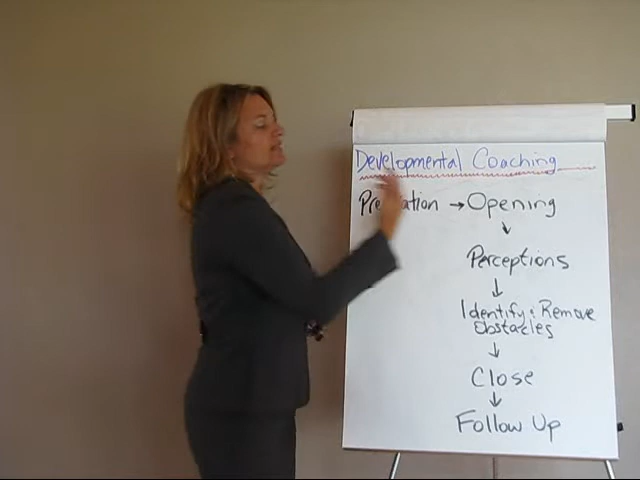 Developmental Coaching
→ Opening
↓
Perceptions
↓
Identify & Remove
Obstacles
↓
Close
↓
Follow Up